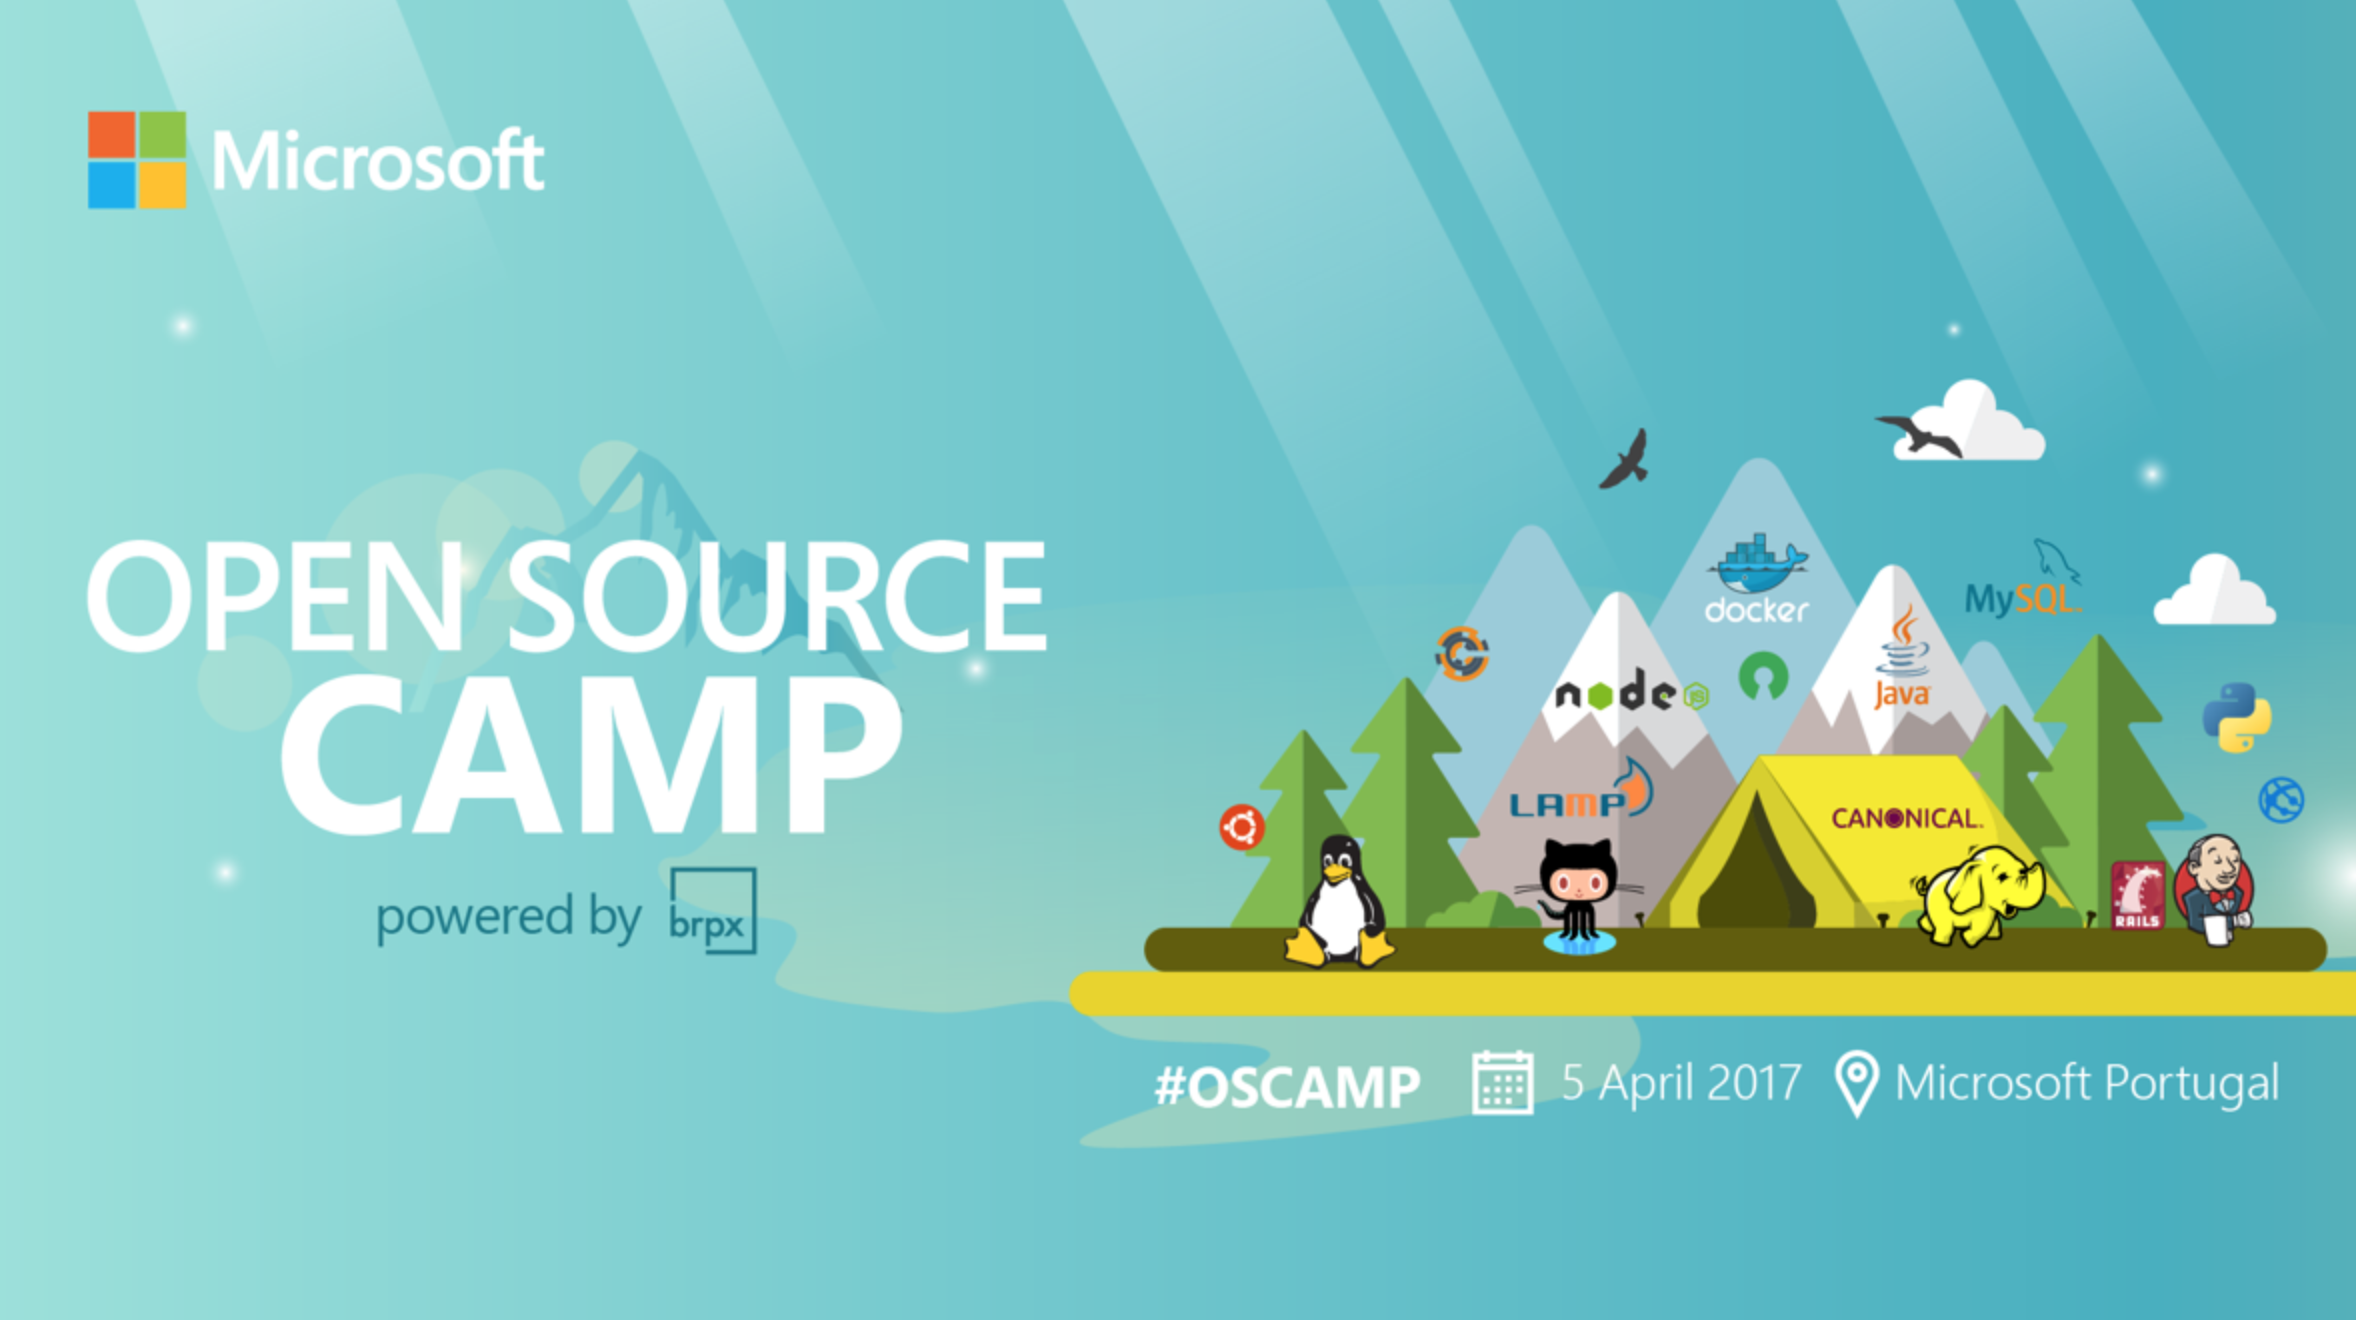 Microsoft
OPEN SOURCE
CAMP
powered by brpx
docker
MySQL
node JS
Java
LAMP
CANONICAL
RAILS
#OSCAMP 5 April 2017 Microsoft Portugal